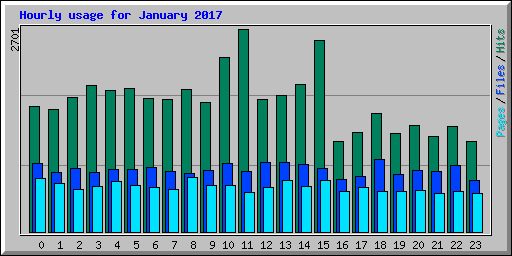 Hourly usage for January 2017
2701
Pages/Files/Hits
0 1 2 3 4 5 6 7 8 9 10 11 12 13 14 15 16 17 18 19 20 21 22 23